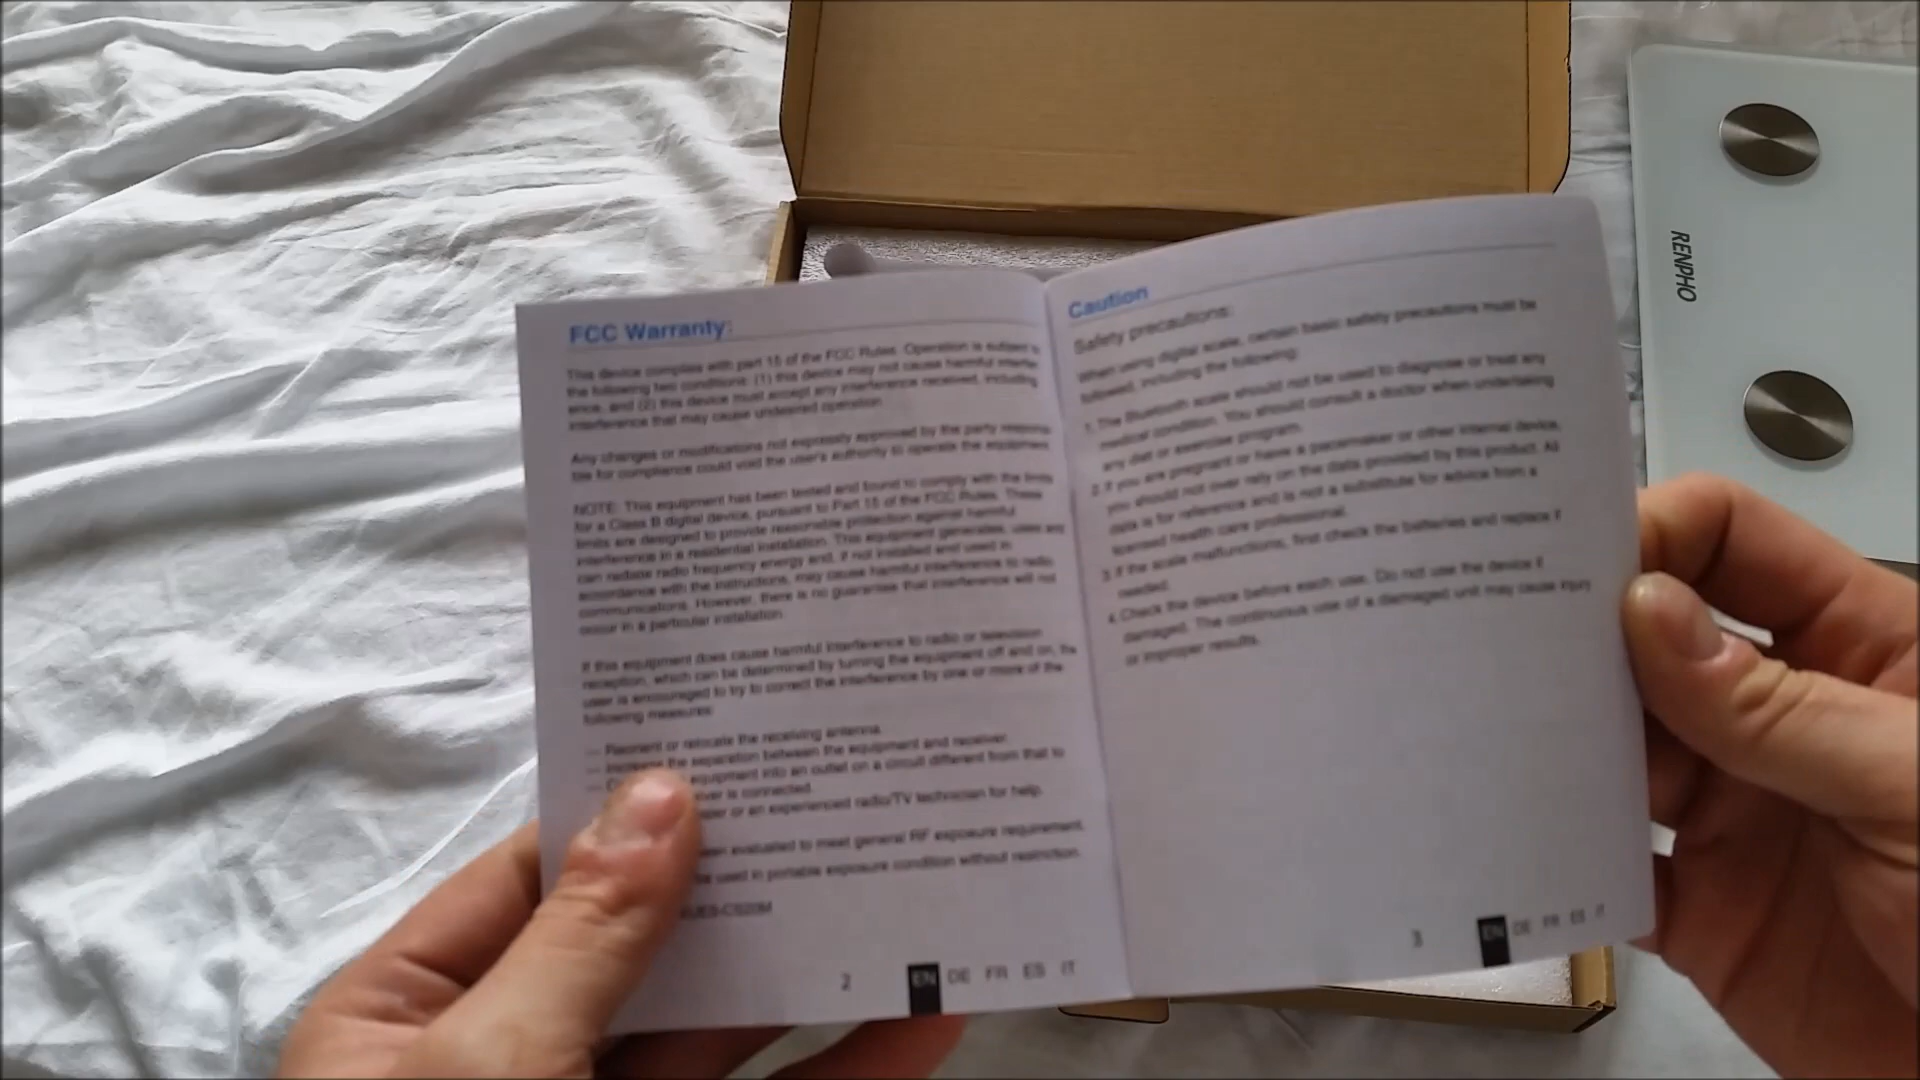 FCC Warranty:
This device complies with part 15 of the FCC Rules. Operation is subject to
the following two conditions: (1) this device may not cause harmful interfer-
ence, and (2) this device must accept any interference received, including
interference that may cause undesired operation.
Any changes or modifications not expressly approved by the party responsi-
ble for compliance could void the user's authority to operate the equipment.
NOTE: This equipment has been tested and found to comply with the limits
for a Class B digital device, pursuant to Part 15 of the FCC Rules. These
limits are designed to provide reasonable protection against harmful
interference in a residential installation. This equipment generates, uses and
can radiate radio frequency energy and, if not installed and used in
accordance with the instructions, may cause harmful interference to radio
communications. However, there is no guarantee that interference will not
occur in a particular installation.
If this equipment does cause harmful interference to radio or television
reception, which can be determined by turning the equipment off and on, the
user is encouraged to try to correct the interference by one or more of the
following measures:
— Reorient or relocate the receiving antenna.
— Increase the separation between the equipment and receiver.
— equipment into an outlet on a circuit different from that to
is connected.
or an experienced radio/TV technician for help.
evaluated to meet general RF exposure requirement.
used in portable exposure condition without restriction.
2 EN DE FR ES IT
Caution
Safety precautions:
When using digital scale, certain basic safety precautions must be
followed, including the following:
1. The Bluetooth scale should not be used to diagnose or treat any
medical condition. You should consult a doctor when undertaking
any diet or exercise program.
2. If you are pregnant or have a pacemaker or other internal device,
you should not over rely on the data provided by this product. All
data is for reference and is not a substitute for advice from a
licensed health care professional.
3. If the scale malfunctions, first check the batteries and replace if
needed.
4. Check the device before each use. Do not use the device if
damaged. The continuous use of a damaged unit may cause injury
or improper results.
3 EN DE FR ES IT
RENPHO